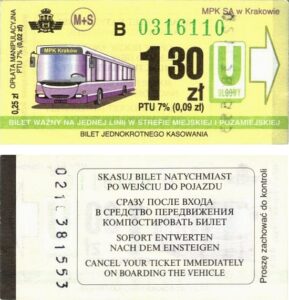 MPK SA w Krakowie
M+S
B 0316110
OPŁATA MANIPULACYJNA
PTU 7% (0,02 zł)
0,25 zł
MPK Kraków
1 30
zł
PTU 7% (0,09 zł)
U
ULGOWY
BILET WAŻNY NA JEDNEJ LINII W STREFIE MIEJSKIEJ I POZAMIEJSKIEJ
BILET JEDNOKROTNEGO KASOWANIA
SKASUJ BILET NATYCHMIAST
PO WEJŚCIU DO POJAZDU
СРАЗУ ПОСЛЕ ВХОДА
В СРЕДСТВО ПЕРЕДВИЖЕНИЯ
КОМПОСТИРОВАТЬ БИЛЕТ
SOFORT ENTWERTEN
NACH DEM EINSTEIGEN
CANCEL YOUR TICKET IMMEDIATELY
ON BOARDING THE VEHICLE
Proszę zachować do kontroli